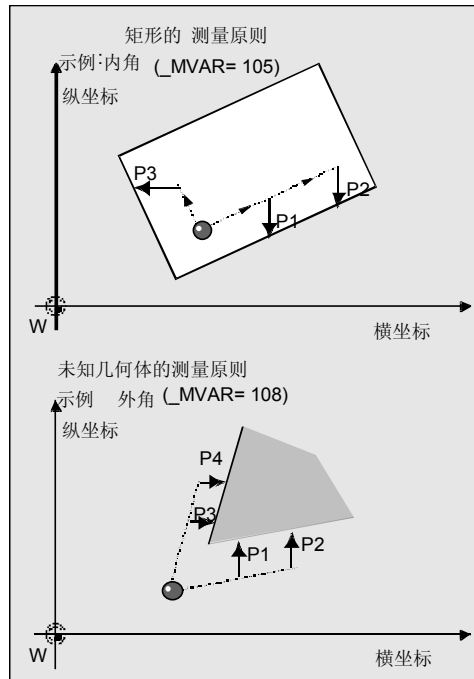 矩形的 测量原则
示例:内角 (_MVAR= 105)
纵坐标
P3
P2
P1
W
横坐标
未知几何体的测量原则
示例 外角 (_MVAR= 108)
纵坐标
P4
P3
P1
P2
W
横坐标